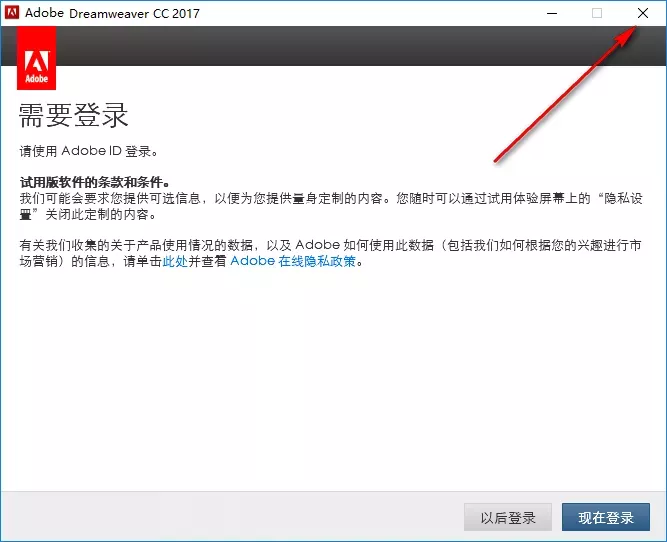 Adobe Dreamweaver CC 2017
Adobe
需要登录
请使用 Adobe ID 登录。
试用版软件的条款和条件。
我们可能会要求您提供可选信息，以便为您提供量身定制的内容。您随时可以通过试用体验屏幕上的“隐私设
置”关闭此定制的内容。
有关我们收集的关于产品使用情况的数据，以及 Adobe 如何使用此数据（包括我们如何根据您的兴趣进行市
场营销）的信息，请单击此处并查看 Adobe 在线隐私政策。
以后登录
现在登录